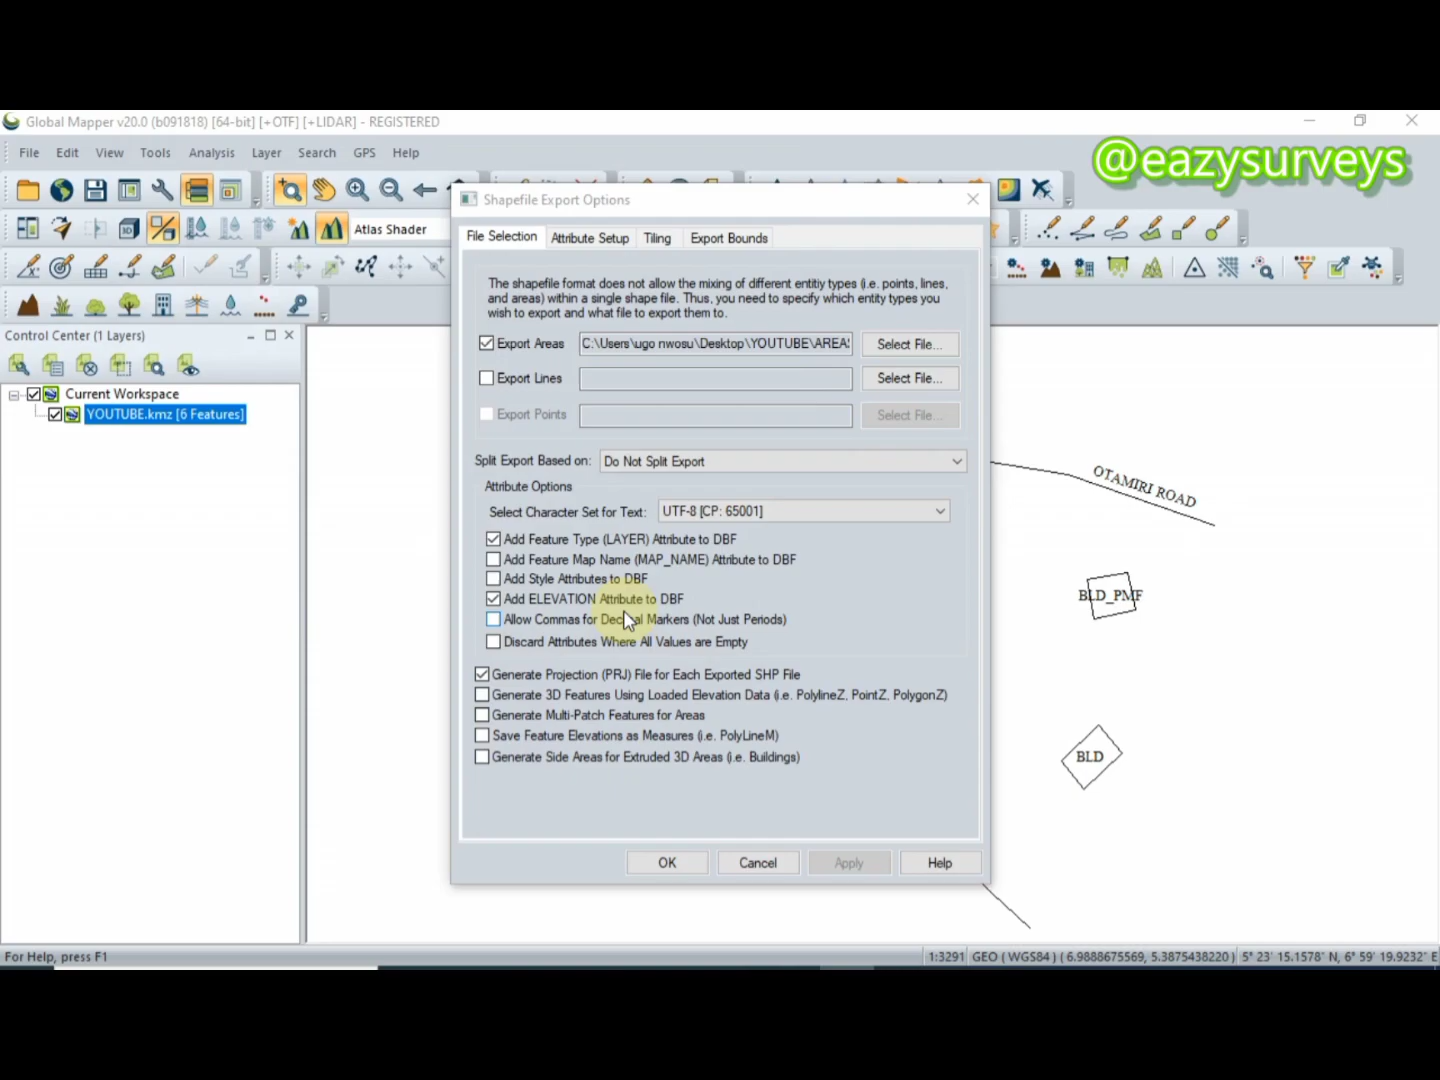 Global Mapper v20.0 (b091818) [64-bit] [+OTF] [+LIDAR] - REGISTERED
File Edit View Tools Analysis Layer Search GPS Help
@eazysurveys
Atlas Shader
Control Center (1 Layers)
Current Workspace
YOUTUBE.kmz [6 Features]
Shapefile Export Options
File Selection Attribute Setup Tiling Export Bounds
The shapefile format does not allow the mixing of different entitiy types (i.e. points, lines,
and areas) within a single shape file. Thus, you need to specify which entity types you
wish to export and what file to export them to.
Export Areas C:\Users\ugo nwosu\Desktop\YOUTUBE\AREA Select File...
Export Lines Select File...
Export Points Select File...
Split Export Based on: Do Not Split Export
Attribute Options
Select Character Set for Text: UTF-8 [CP: 65001]
Add Feature Type (LAYER) Attribute to DBF
Add Feature Map Name (MAP_NAME) Attribute to DBF
Add Style Attributes to DBF
Add ELEVATION Attribute to DBF
Allow Commas for Decimal Markers (Not Just Periods)
Discard Attributes Where All Values are Empty
Generate Projection (PRJ) File for Each Exported SHP File
Generate 3D Features Using Loaded Elevation Data (i.e. PolylineZ, PointZ, PolygonZ)
Generate Multi-Patch Features for Areas
Save Feature Elevations as Measures (i.e. PolyLineM)
Generate Side Areas for Extruded 3D Areas (i.e. Buildings)
OK Cancel Apply Help
OTAMIRI ROAD
BLD_PMF
BLD
For Help, press F1
1:3291 GEO ( WGS84 ) ( 6.9888675569, 5.3875438220 ) 5° 23' 15.1578" N, 6° 59' 19.9232" E